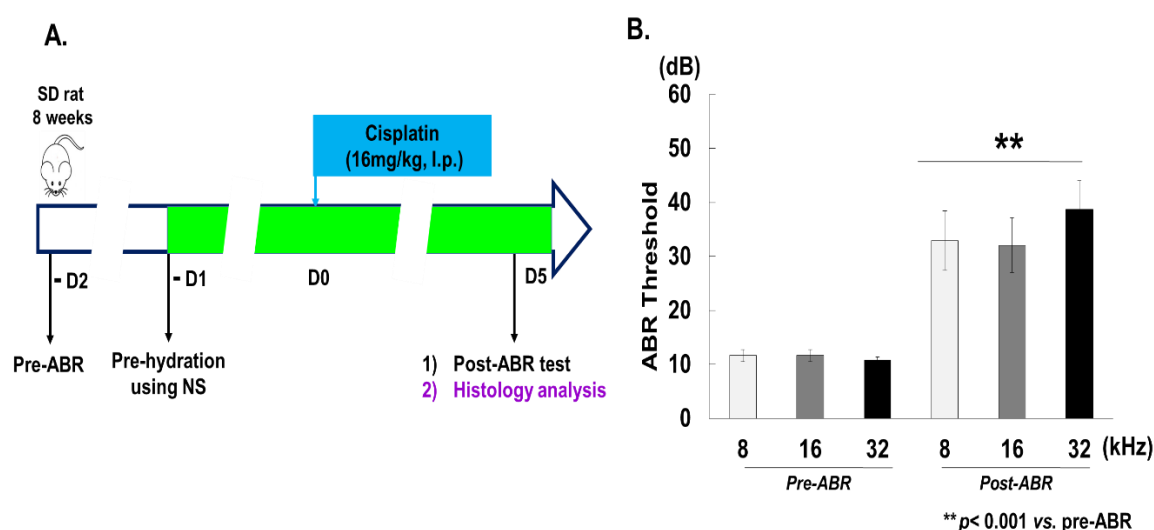 A.
SD rat
8 weeks
Cisplatin
(16mg/kg, I.p.)
- D2
- D1
D0
D5
Pre-ABR
Pre-hydration
using NS
1) Post-ABR test
2) Histology analysis
B.
(dB)
60
50
40
30
20
10
0
ABR Threshold
**
8 16 32 8 16 32 (kHz)
Pre-ABR Post-ABR
**p< 0.001 vs. pre-ABR